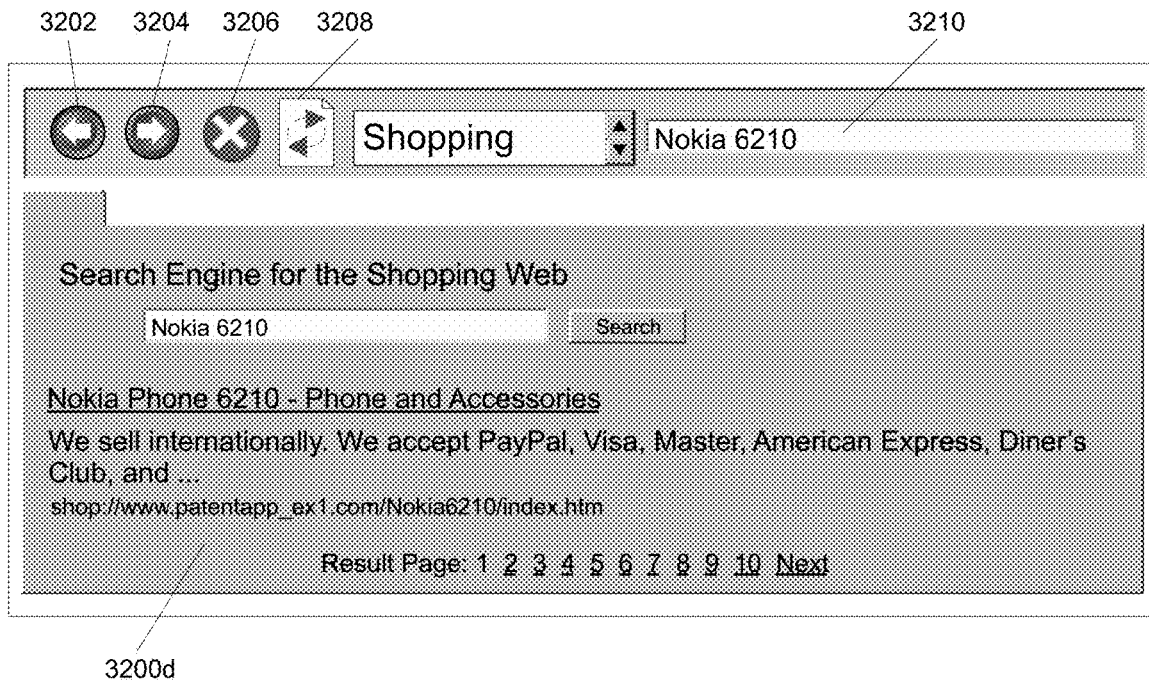 3202 3204 3206 3208 3210
Shopping Nokia 6210
Search Engine for the Shopping Web
Nokia 6210 Search
Nokia Phone 6210 - Phone and Accessories
We sell internationally. We accept PayPal, Visa, Master, American Express, Diner's
Club, and ...
shop://www.patentapp_ex1.com/Nokia6210/index.htm
Result Page: 1 2 3 4 5 6 7 8 9 10 Next
3200d